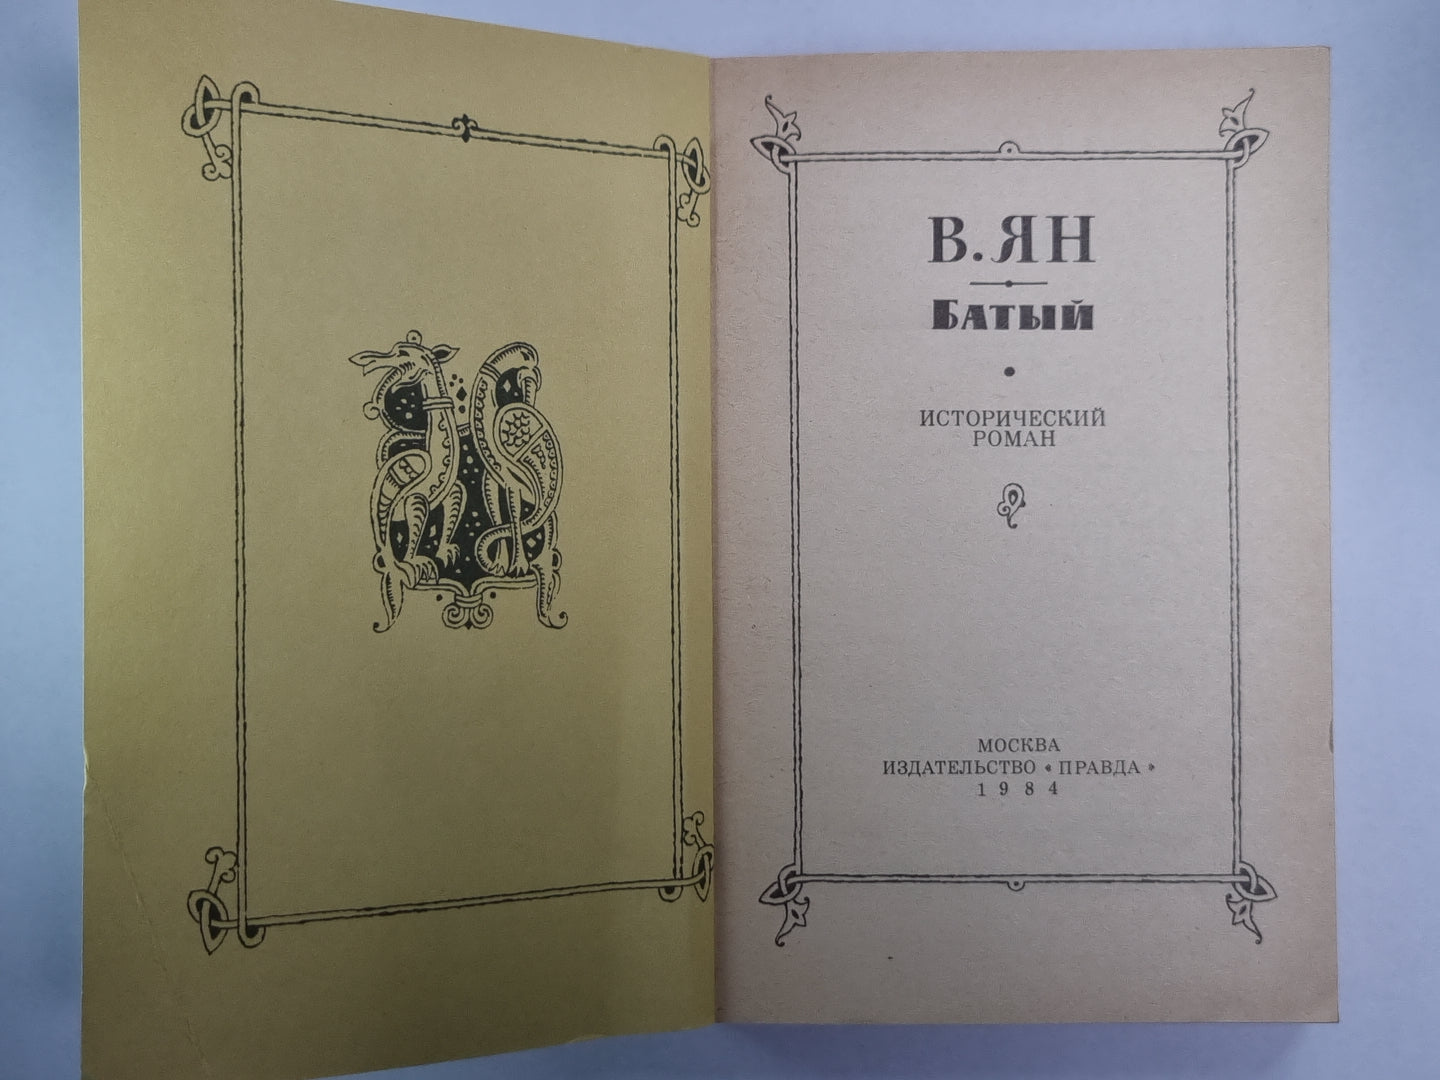 В. ЯН
БАТЫЙ
ИСТОРИЧЕСКИЙ
РОМАН
МОСКВА
ИЗДАТЕЛЬСТВО «ПРАВДА»
1984